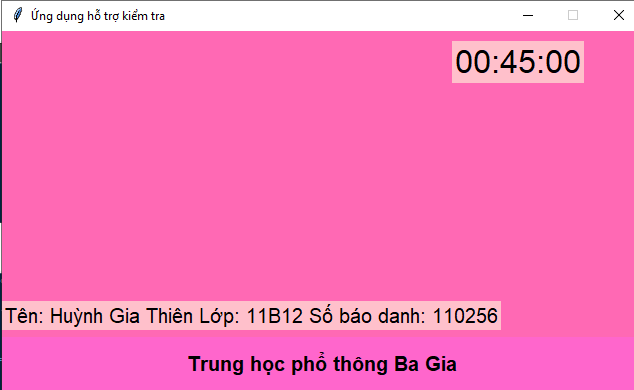 Ứng dụng hỗ trợ kiểm tra
00:45:00
Tên: Huỳnh Gia Thiên Lớp: 11B12 Số báo danh: 110256
Trung học phổ thông Ba Gia